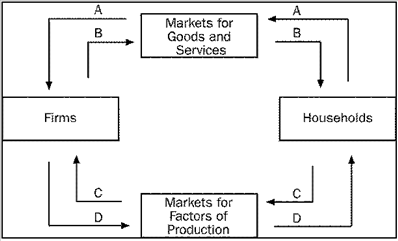 A
Markets for
Goods and
Services
A
B
B
Firms
Households
C
Markets for
Factors of
Production
C
D
D